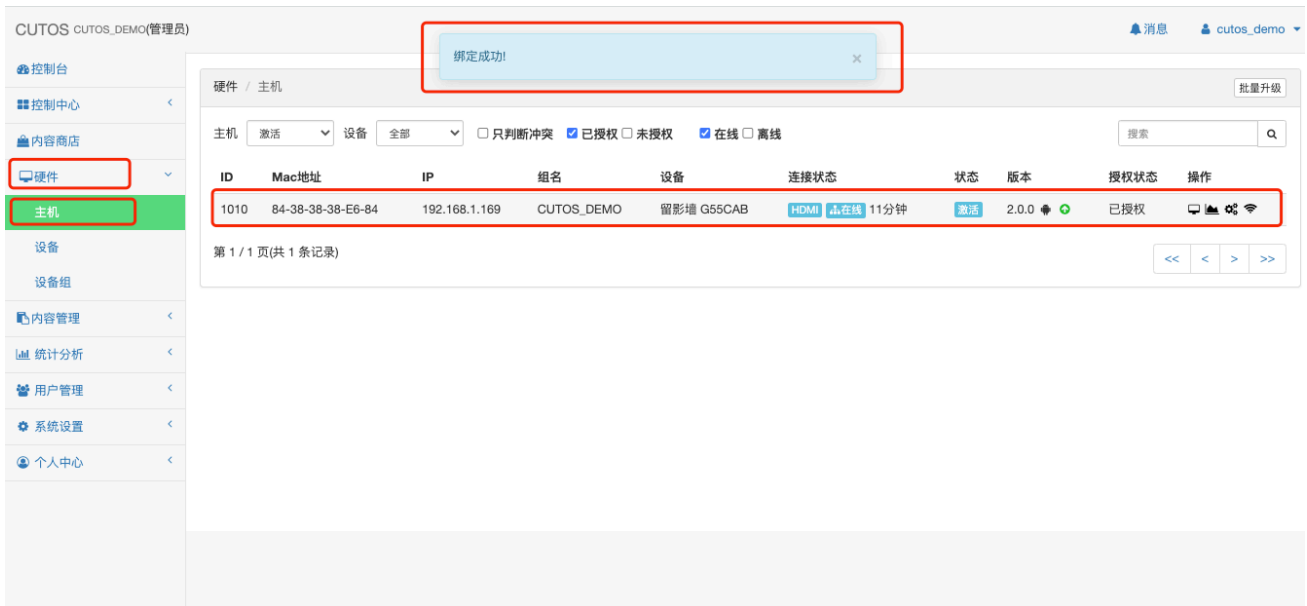 CUTOS CUTOS_DEMO(管理员)
消息
cutos_demo
绑定成功!
×
控制台
控制中心
内容商店
硬件
主机
设备
设备组
内容管理
统计分析
用户管理
系统设置
个人中心
硬件 / 主机
批量升级
主机 激活 设备 全部 只判断冲突 已授权 未授权 在线 离线 搜索
ID Mac地址 IP 组名 设备 连接状态 状态 版本 授权状态 操作
1010 84-38-38-38-E6-84 192.168.1.169 CUTOS_DEMO 留影墙 G55CAB HDMI 在线 11分钟 激活 2.0.0 已授权
第 1 / 1 页(共 1 条记录)
<< < > >>